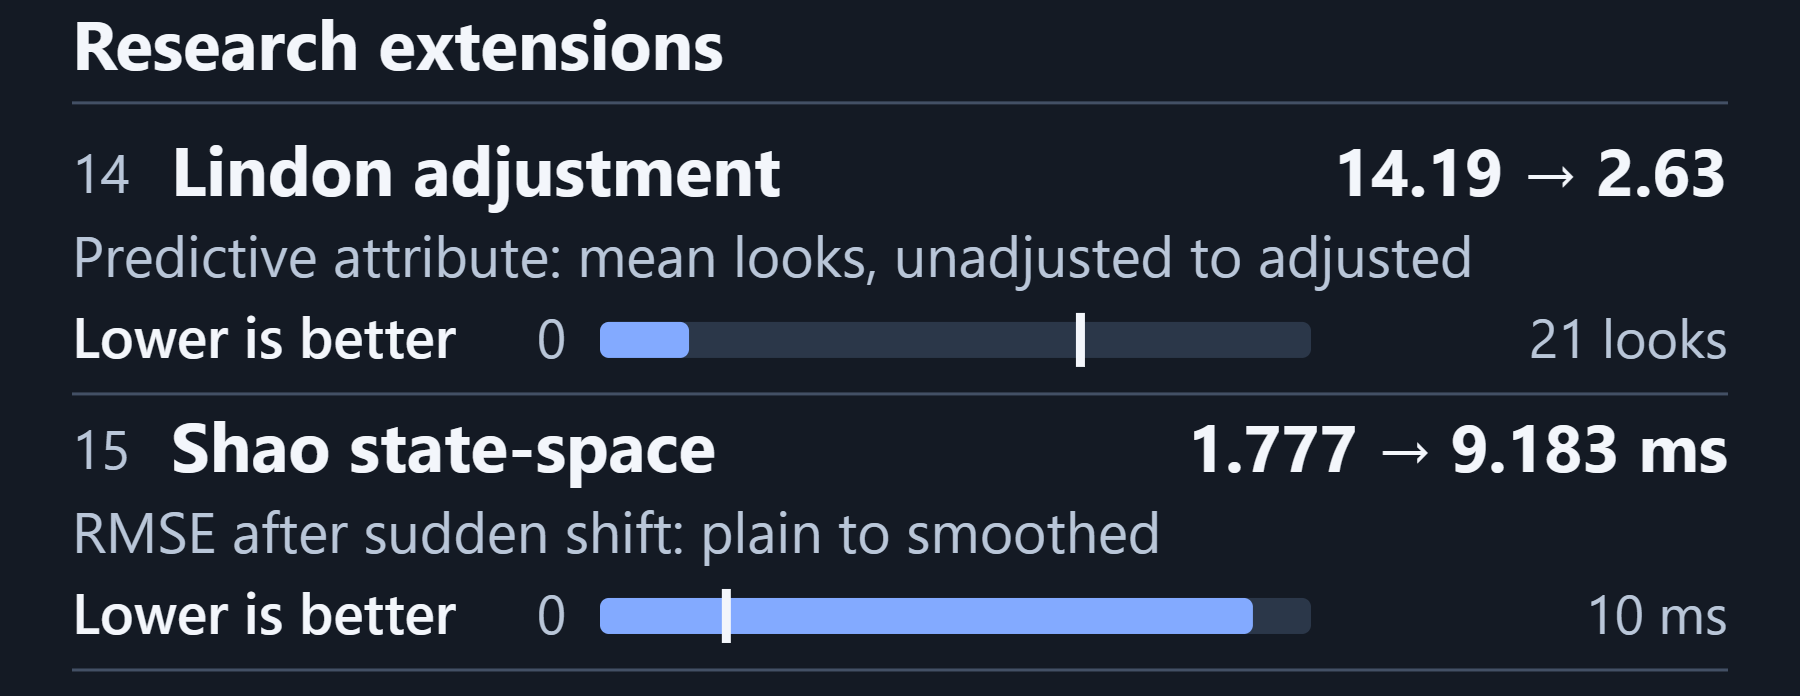 Research extensions
14 Lindon adjustment 14.19 → 2.63
Predictive attribute: mean looks, unadjusted to adjusted
Lower is better 0 21 looks
15 Shao state-space 1.777 → 9.183 ms
RMSE after sudden shift: plain to smoothed
Lower is better 0 10 ms